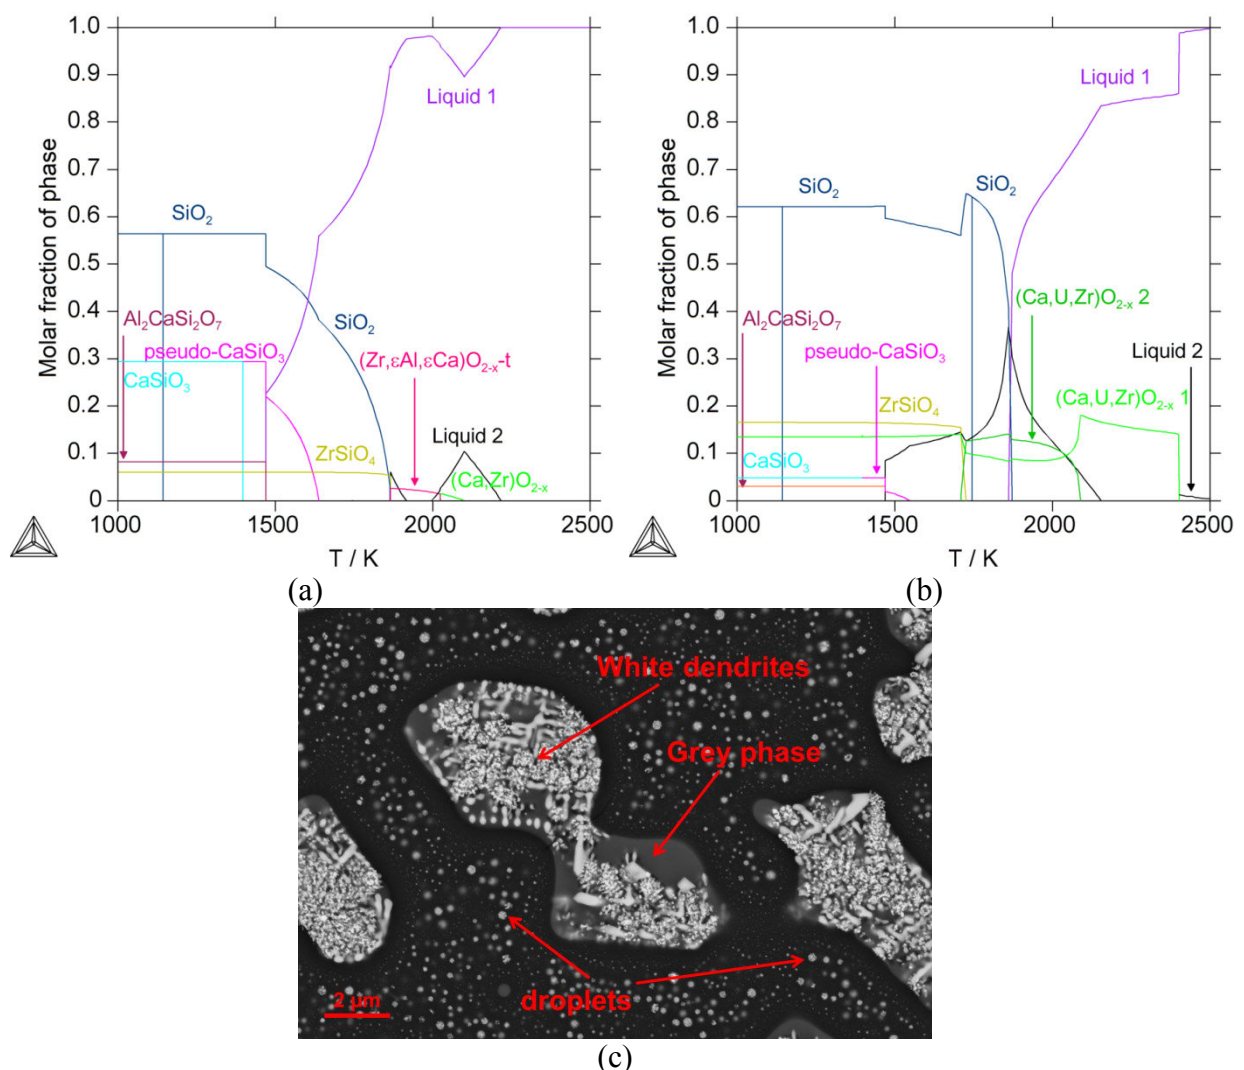 1.0
0.9
0.8
0.7
0.6
0.5
0.4
0.3
0.2
0.1
0
Molar fraction of phase
Liquid 1
SiO₂
Al₂CaSi₂O₇
pseudo-CaSiO₃
CaSiO₃
SiO₂
(Zr,εAl,εCa)O₂₋ₓ-t
ZrSiO₄
Liquid 2
(Ca,Zr)O₂₋ₓ
1000
1500
2000
2500
T / K
(a)
1.0
0.9
0.8
0.7
0.6
0.5
0.4
0.3
0.2
0.1
0
Molar fraction of phase
Liquid 1
SiO₂
SiO₂
(Ca,U,Zr)O₂₋ₓ 2
Al₂CaSi₂O₇
pseudo-CaSiO₃
Liquid 2
ZrSiO₄
(Ca,U,Zr)O₂₋ₓ 1
CaSiO₃
1000
1500
2000
2500
T / K
(b)
White dendrites
Grey phase
droplets
2 µm
(c)